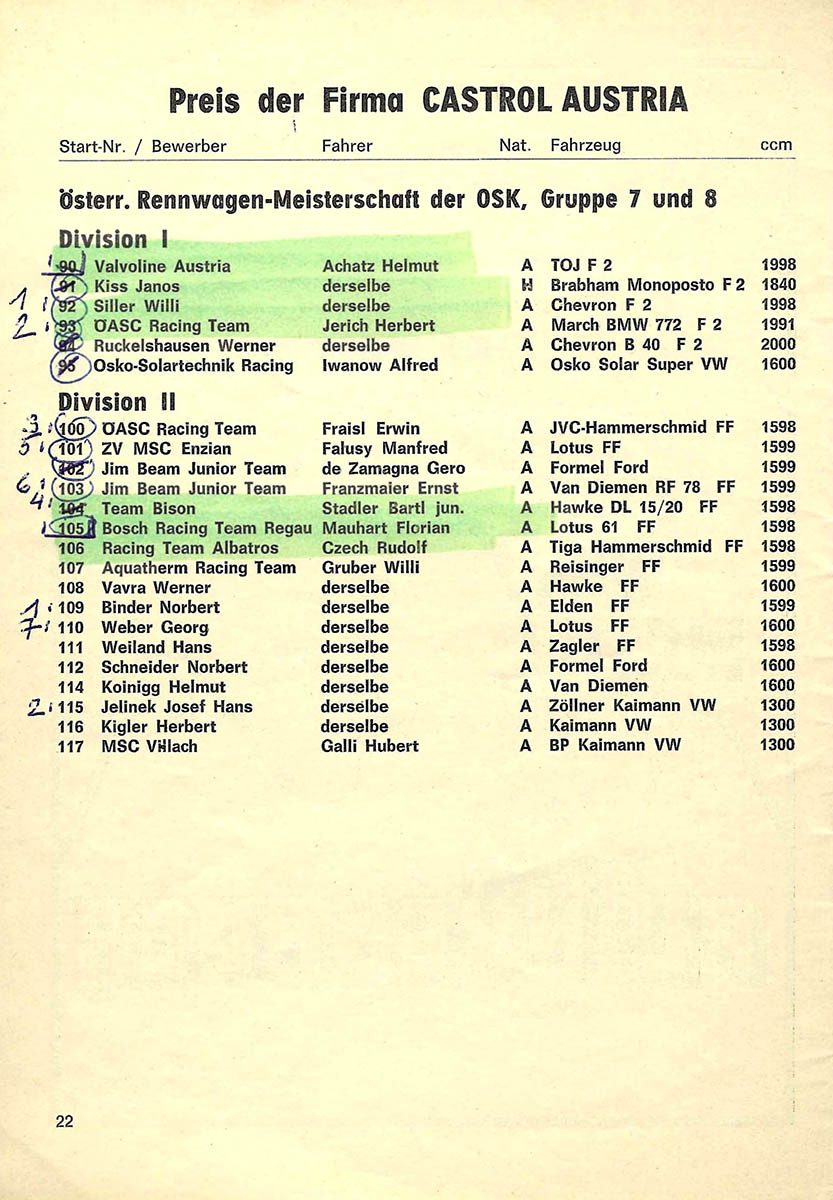 Preis der Firma CASTROL AUSTRIA
Start-Nr. / Bewerber Fahrer Nat. Fahrzeug ccm
Österr. Rennwagen-Meisterschaft der OSK, Gruppe 7 und 8
Division I
90 Valvoline Austria Achatz Helmut A TOJ F 2 1998
91 Kiss Janos derselbe H Brabham Monoposto F 2 1840
1 92 Siller Willi derselbe A Chevron F 2 1998
2 93 ÖASC Racing Team Jerich Herbert A March BMW 772 F 2 1991
94 Ruckelshausen Werner derselbe A Chevron B 40 F 2 2000
95 Osko-Solartechnik Racing Iwanow Alfred A Osko Solar Super VW 1600
Division II
3 100 ÖASC Racing Team Fraisl Erwin A JVC-Hammerschmid FF 1598
5 101 ZV MSC Enzian Falusy Manfred A Lotus FF 1599
102 Jim Beam Junior Team de Zamagna Gero A Formel Ford 1599
6 103 Jim Beam Junior Team Franzmaier Ernst A Van Diemen RF 78 FF 1599
4 104 Team Bison Stadler Bartl jun. A Hawke DL 15/20 FF 1598
105 Bosch Racing Team Regau Mauhart Florian A Lotus 61 FF 1598
106 Racing Team Albatros Czech Rudolf A Tiga Hammerschmid FF 1598
107 Aquatherm Racing Team Gruber Willi A Reisinger FF 1599
108 Vavra Werner derselbe A Hawke FF 1600
1 109 Binder Norbert derselbe A Elden FF 1599
7 110 Weber Georg derselbe A Lotus FF 1600
111 Weiland Hans derselbe A Zagler FF 1598
112 Schneider Norbert derselbe A Formel Ford 1600
114 Koinigg Helmut derselbe A Van Diemen 1600
2 115 Jelinek Josef Hans derselbe A Zöllner Kaimann VW 1300
116 Kigler Herbert derselbe A Kaimann VW 1300
117 MSC Villach Galli Hubert A BP Kaimann VW 1300
22